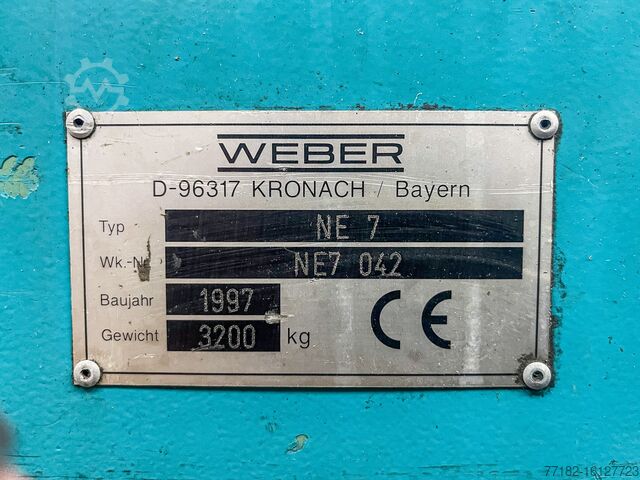 WEBER
D-96317 KRONACH / Bayern
Typ NE 7
Wk.-Nr. NE7 042
Baujahr 1997
Gewicht 3200 kg
CE
77182-16127723